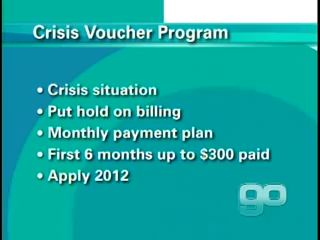 Crisis Voucher Program
• Crisis situation
• Put hold on billing
• Monthly payment plan
• First 6 months up to $300 paid
• Apply 2012
go